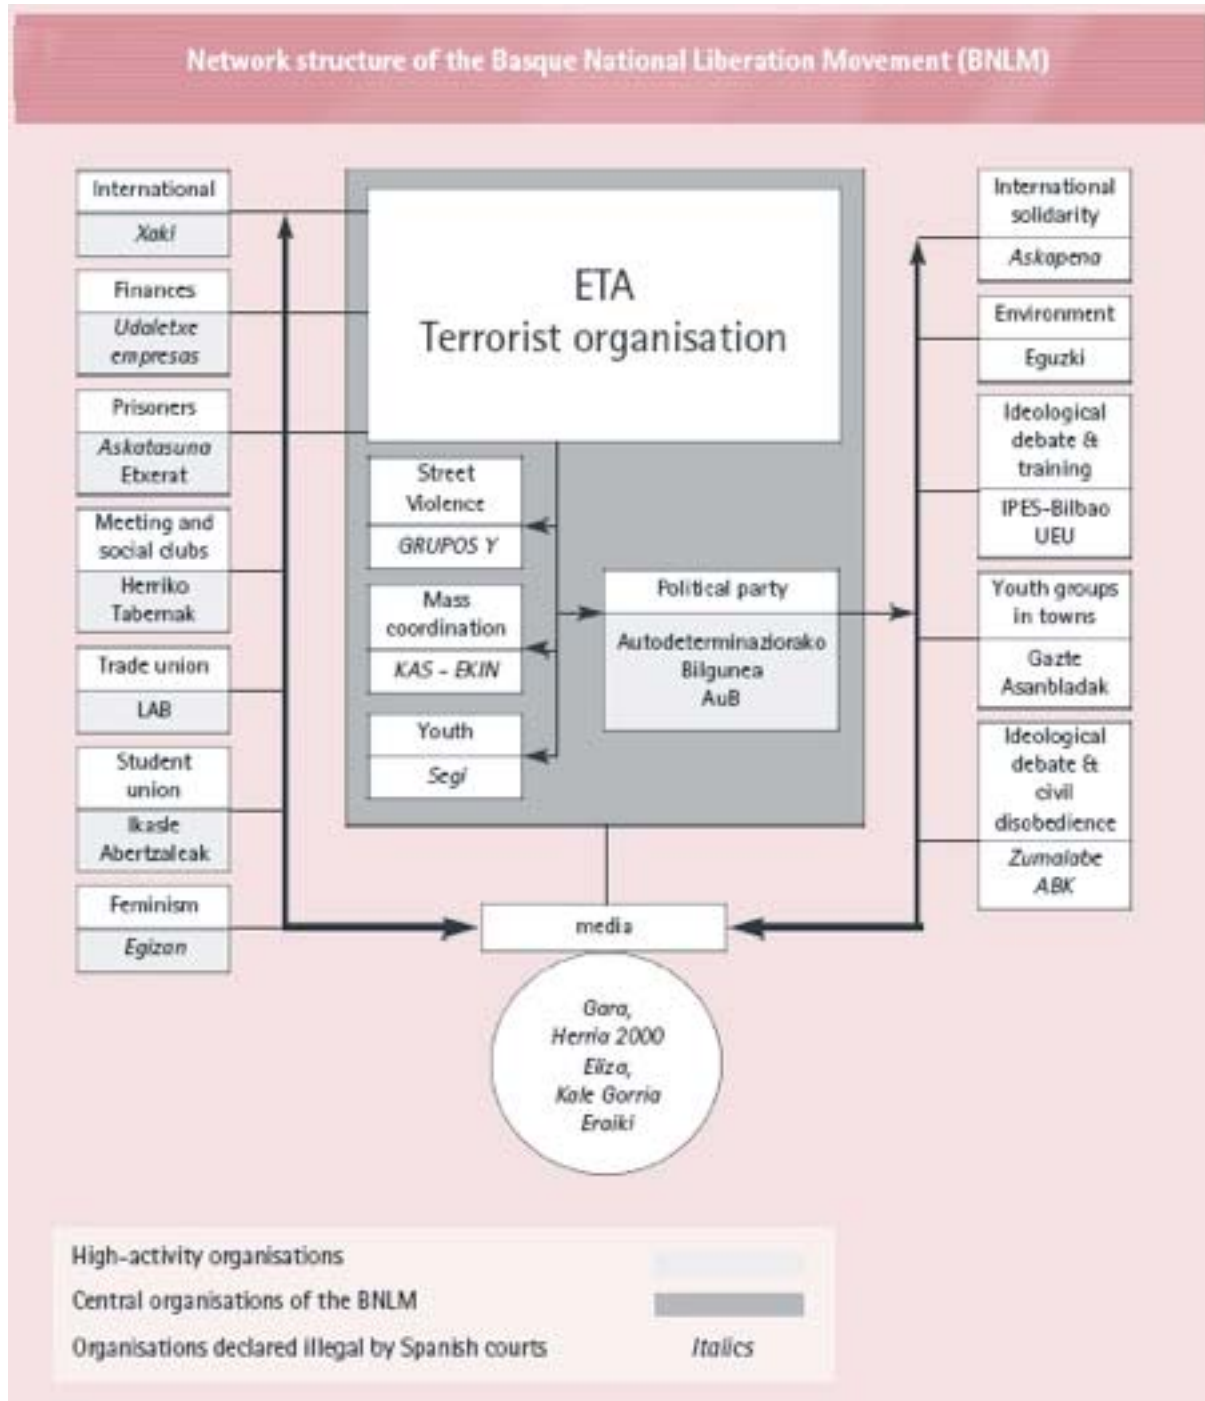 Network structure of the Basque National Liberation Movement (BNLM)
International
Xaki
Finances
Udaletxe
empresas
Prisoners
Askatasuna
Etxerat
Meeting and
social clubs
Herriko
Tabernak
Trade union
LAB
Student
union
Ikasle
Abertzaleak
Feminism
Egizan
ETA
Terrorist organisation
Street
Violence
GRUPOS Y
Mass
coordination
KAS - EKIN
Youth
Segi
Political party
Autodeterminaziorako
Bilgunea
AuB
International
solidarity
Askapena
Environment
Eguzki
Ideological
debate &
training
IPES-Bilbao
UEU
Youth groups
in towns
Gazte
Asanbladak
Ideological
debate &
civil
disobedience
Zumalabe
ABK
media
Gara,
Herria 2000
Eliza,
Kale Gorria
Eraiki
High-activity organisations
Central organisations of the BNLM
Organisations declared illegal by Spanish courts Italics